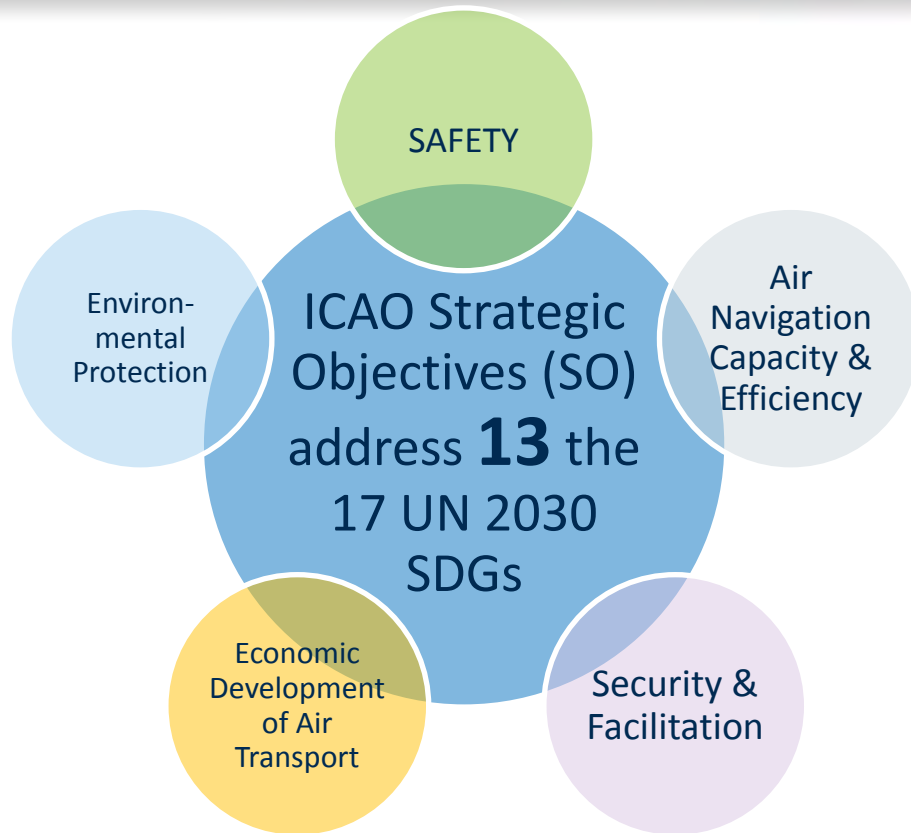 SAFETY
Air
Navigation
Capacity &
Efficiency
Security &
Facilitation
Economic
Development
of Air
Transport
Environ-
mental
Protection
ICAO Strategic
Objectives (SO)
address 13 the
17 UN 2030
SDGs